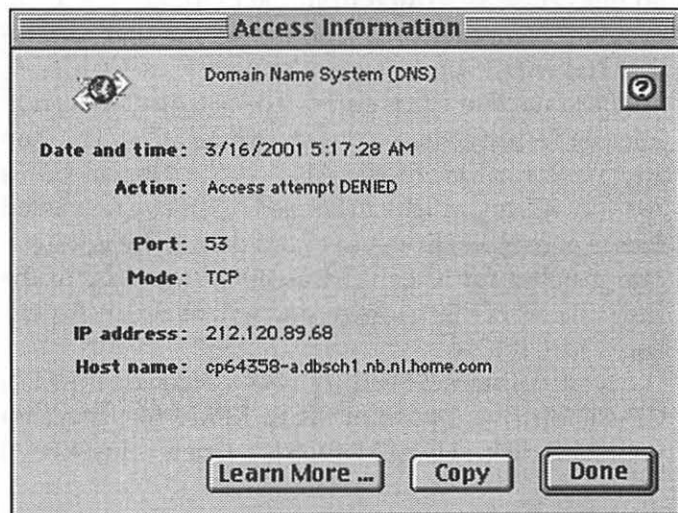 Access Information
Domain Name System (DNS)
?
Date and time: 3/16/2001 5:17:28 AM
Action: Access attempt DENIED
Port: 53
Mode: TCP
IP address: 212.120.89.68
Host name: cp64358-a.dbsch1.nb.nl.home.com
Learn More ... Copy Done